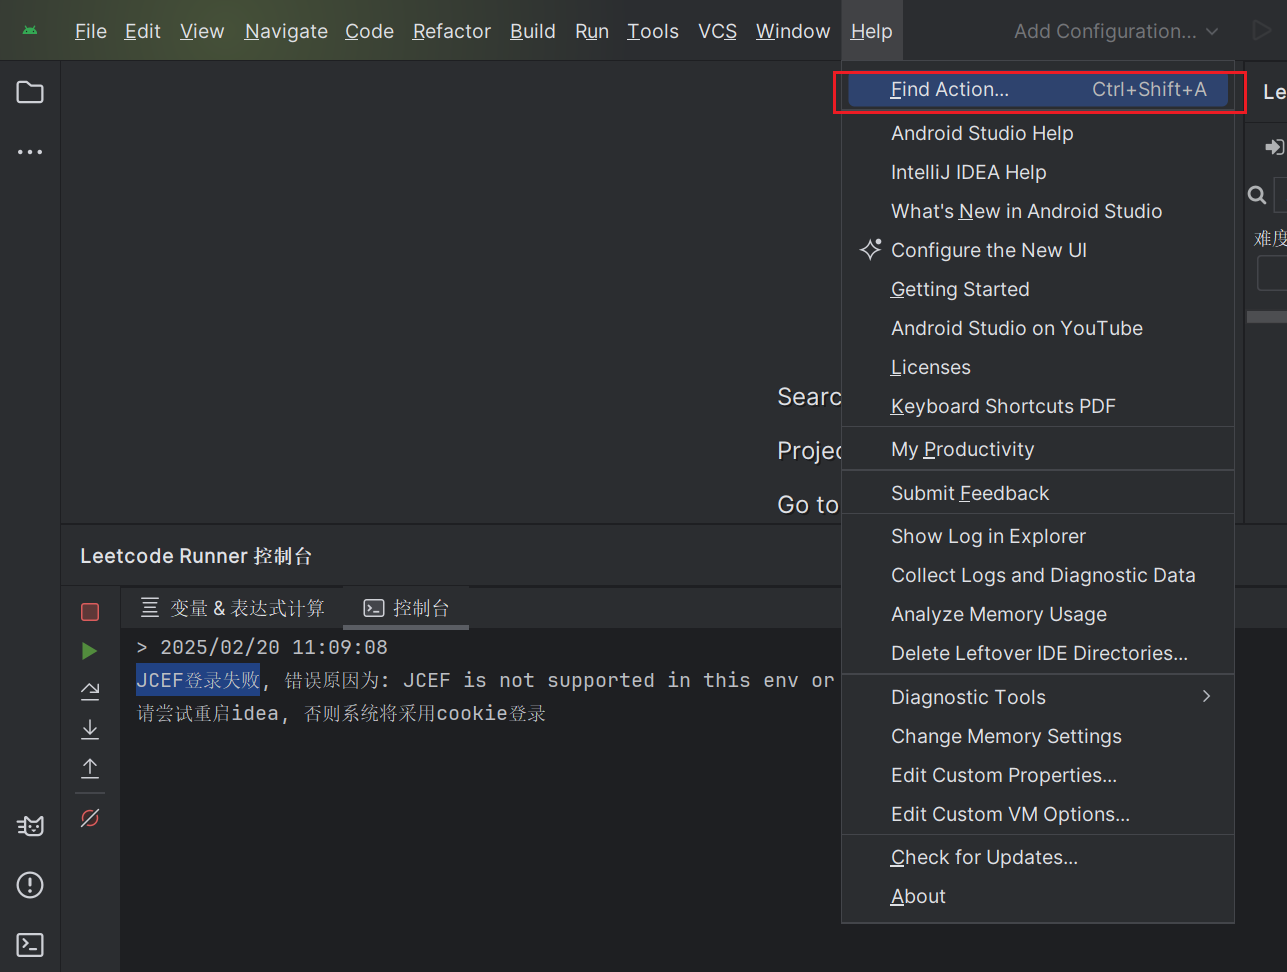 File Edit View Navigate Code Refactor Build Run Tools VCS Window Help Add Configuration...
Find Action... Ctrl+Shift+A
Le
Android Studio Help
IntelliJ IDEA Help
What's New in Android Studio
难度
Configure the New UI
Getting Started
Android Studio on YouTube
Licenses
Keyboard Shortcuts PDF
My Productivity
Submit Feedback
Show Log in Explorer
Collect Logs and Diagnostic Data
Analyze Memory Usage
Delete Leftover IDE Directories...
Diagnostic Tools
Change Memory Settings
Edit Custom Properties...
Edit Custom VM Options...
Check for Updates...
About
Searc
Projec
Go to
Leetcode Runner 控制台
变量 & 表达式计算 控制台
> 2025/02/20 11:09:08
JCEF登录失败, 错误原因为: JCEF is not supported in this env or
请尝试重启idea, 否则系统将采用cookie登录